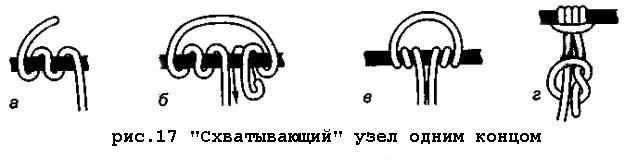 а б в г
рис.17 "Схватывающий" узел одним концом